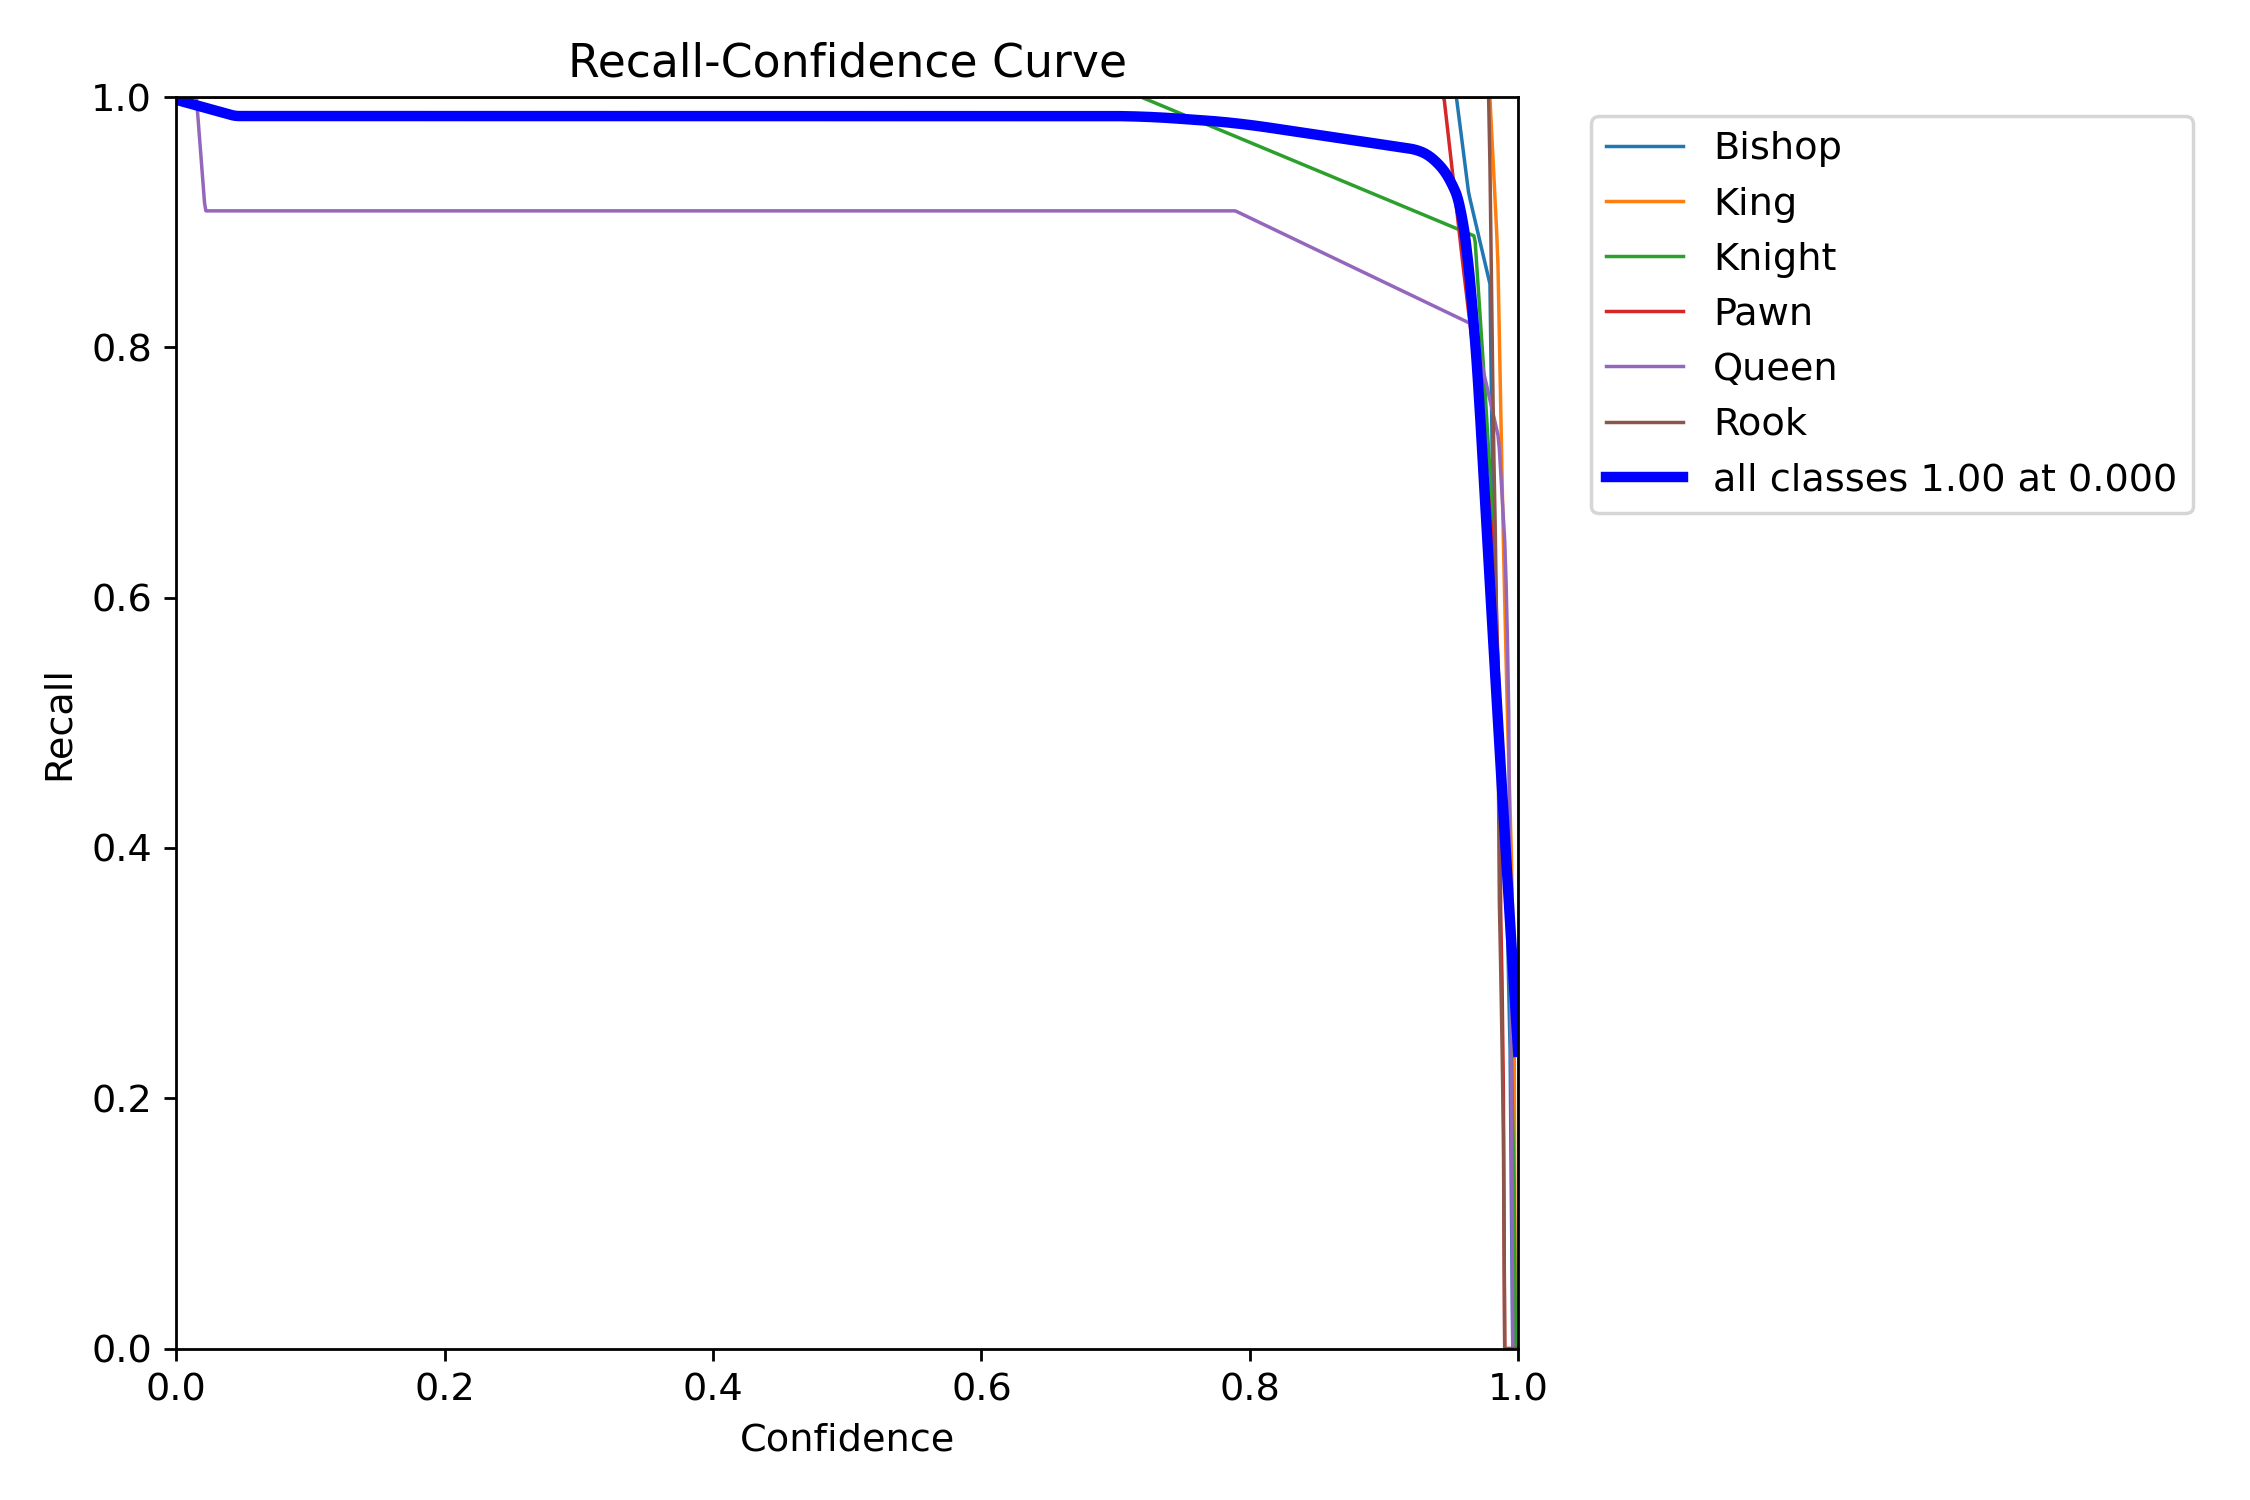 Recall-Confidence Curve
1.0
0.8
0.6
0.4
0.2
0.0
Recall
0.0 0.2 0.4 0.6 0.8 1.0
Confidence
Bishop
King
Knight
Pawn
Queen
Rook
all classes 1.00 at 0.000